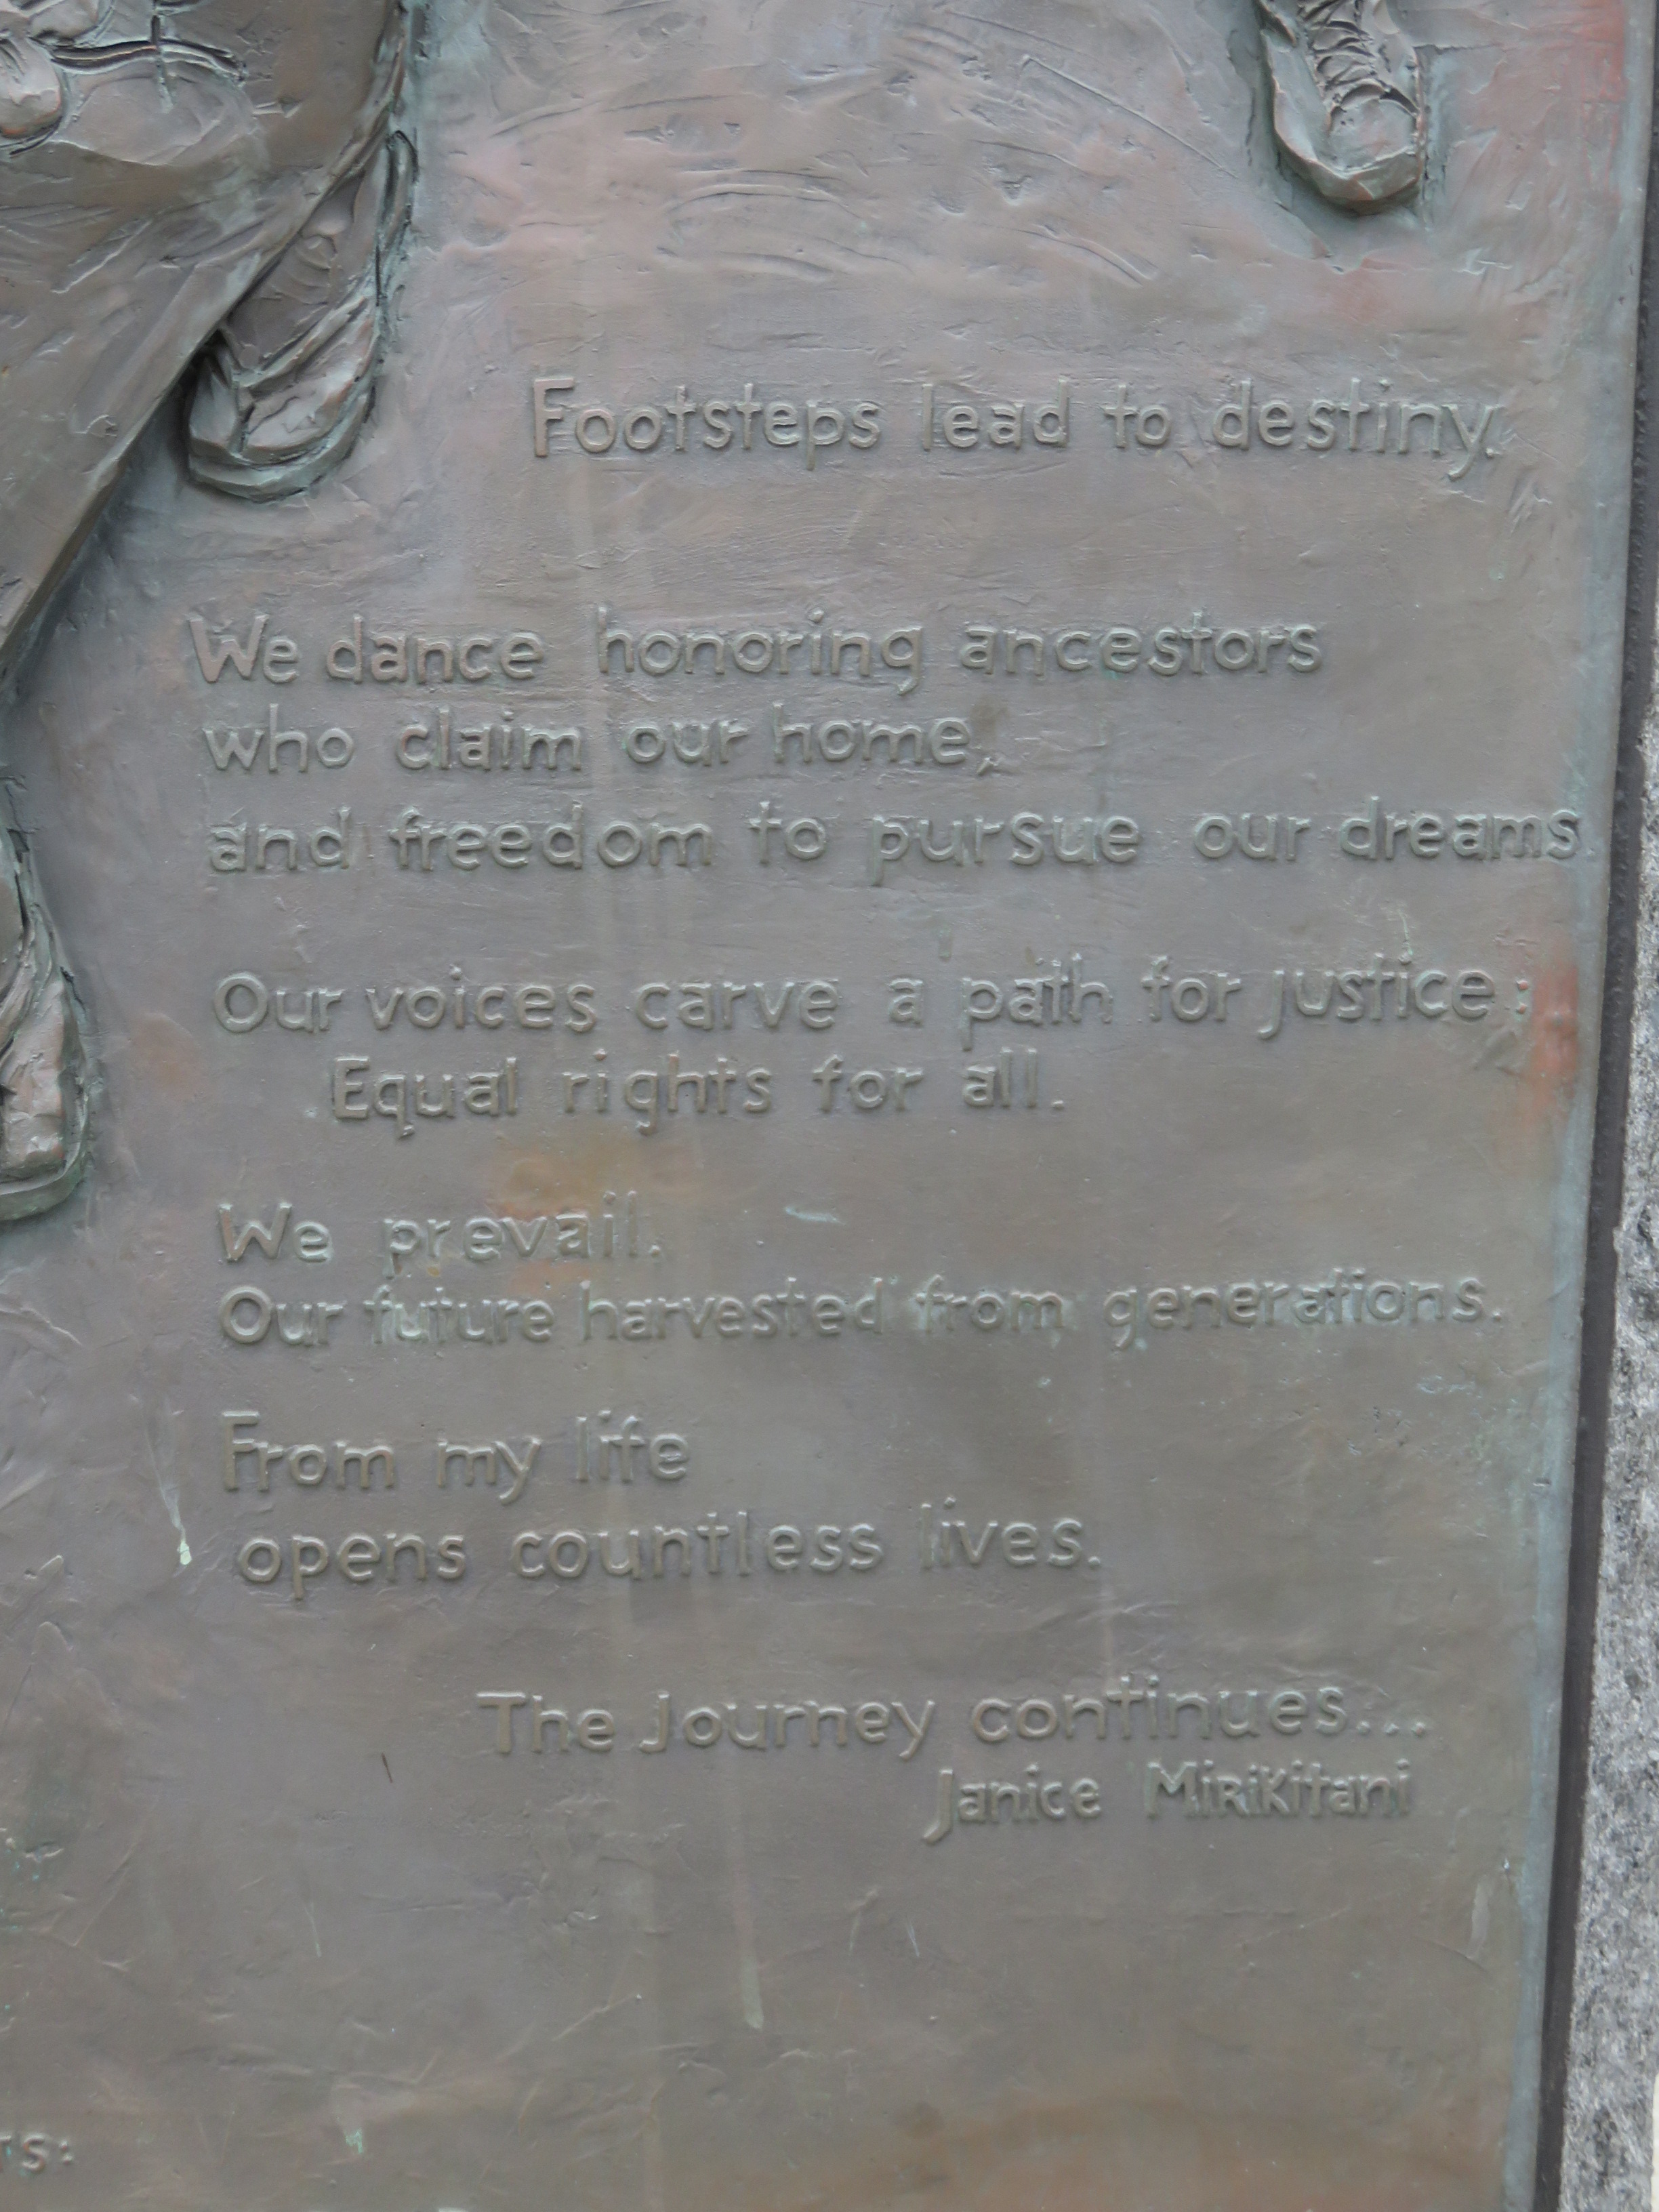 Footsteps lead to destiny.
We dance honoring ancestors
who claim our home,
and freedom to pursue our dreams.
Our voices carve a path for justice:
Equal rights for all.
We prevail.
Our future harvested from generations.
From my life
opens countless lives.
The Journey continues...
Janice Mirikitani
TS: